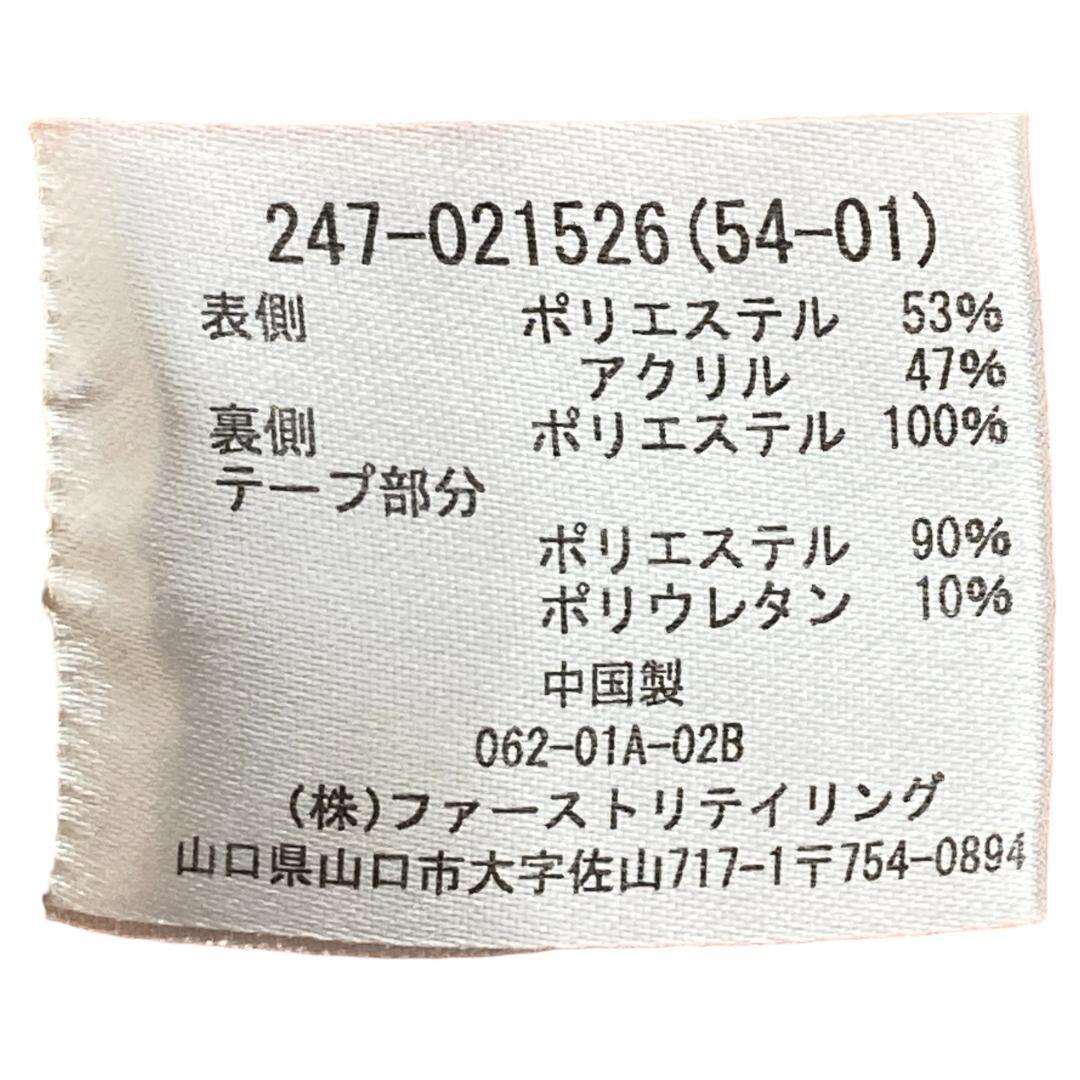 247-021526(54-01)
表側 ポリエステル 53%
アクリル 47%
裏側 ポリエステル 100%
テープ部分
ポリエステル 90%
ポリウレタン 10%
中国製
062-01A-02B
(株)ファーストリテイリング
山口県山口市大字佐山717-1〒754-0894